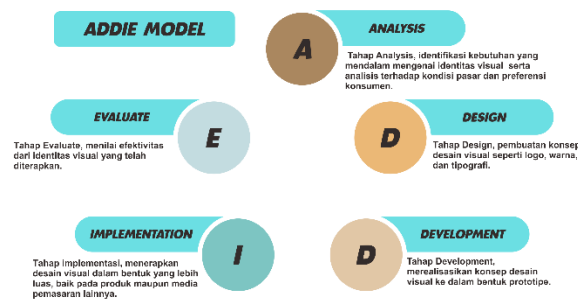 ADDIE MODEL
A
ANALYSIS
Tahap Analysis, identifikasi kebutuhan yang
mendalam mengenai identitas visual serta
analisis terhadap kondisi pasar dan preferensi
konsumen.
D
DESIGN
Tahap Design, pembuatan konsep
desain visual seperti logo, warna,
dan tipografi.
D
DEVELOPMENT
Tahap Development,
merealisasikan konsep desain
visual ke dalam bentuk prototipe.
I
IMPLEMENTATION
Tahap Implementasi, menerapkan
desain visual dalam bentuk yang lebih
luas, baik pada produk maupun media
pemasaran lainnya.
E
EVALUATE
Tahap Evaluate, menilai efektivitas
dari identitas visual yang telah
diterapkan.